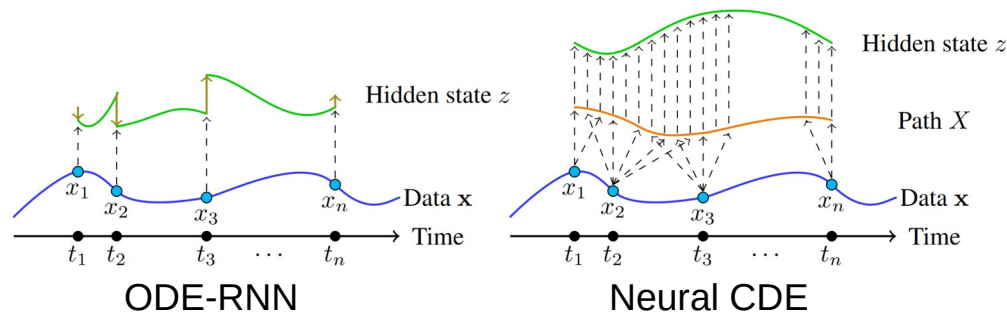 Hidden state z
x₁
x₂
x₃
xₙ
Data x
Time
t₁
t₂
t₃
⋯
tₙ
ODE-RNN
Hidden state z
Path X
x₁
x₂
x₃
xₙ
Data x
Time
t₁
t₂
t₃
⋯
tₙ
Neural CDE